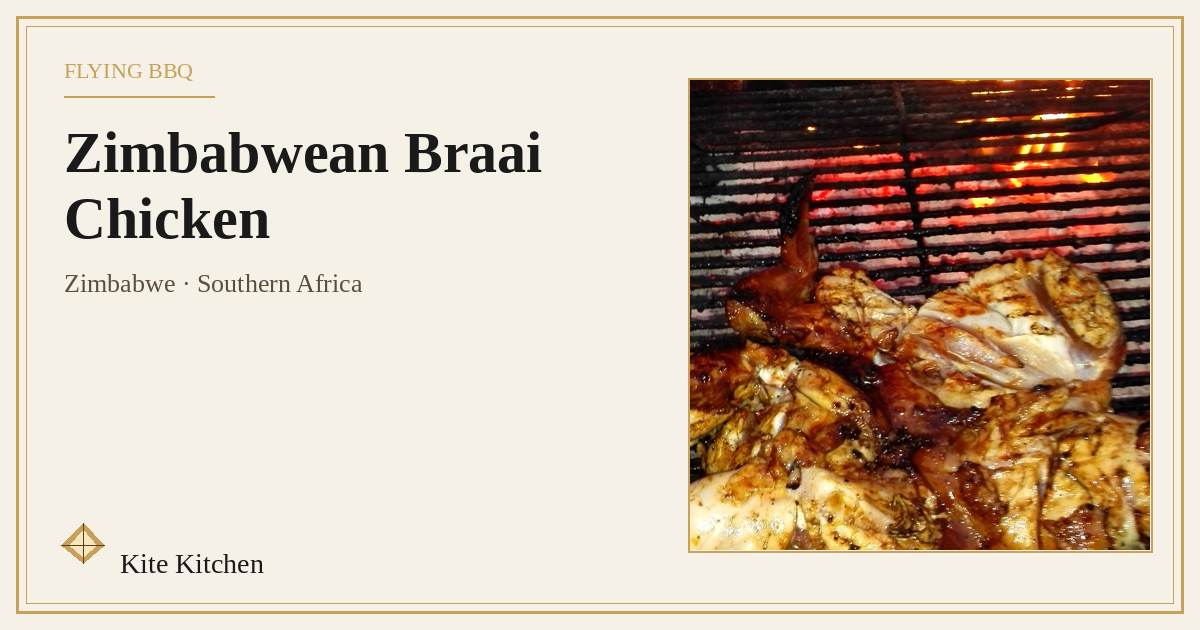 FLYING BBQ
Zimbabwean Braai
Chicken
Zimbabwe · Southern Africa
Kite Kitchen